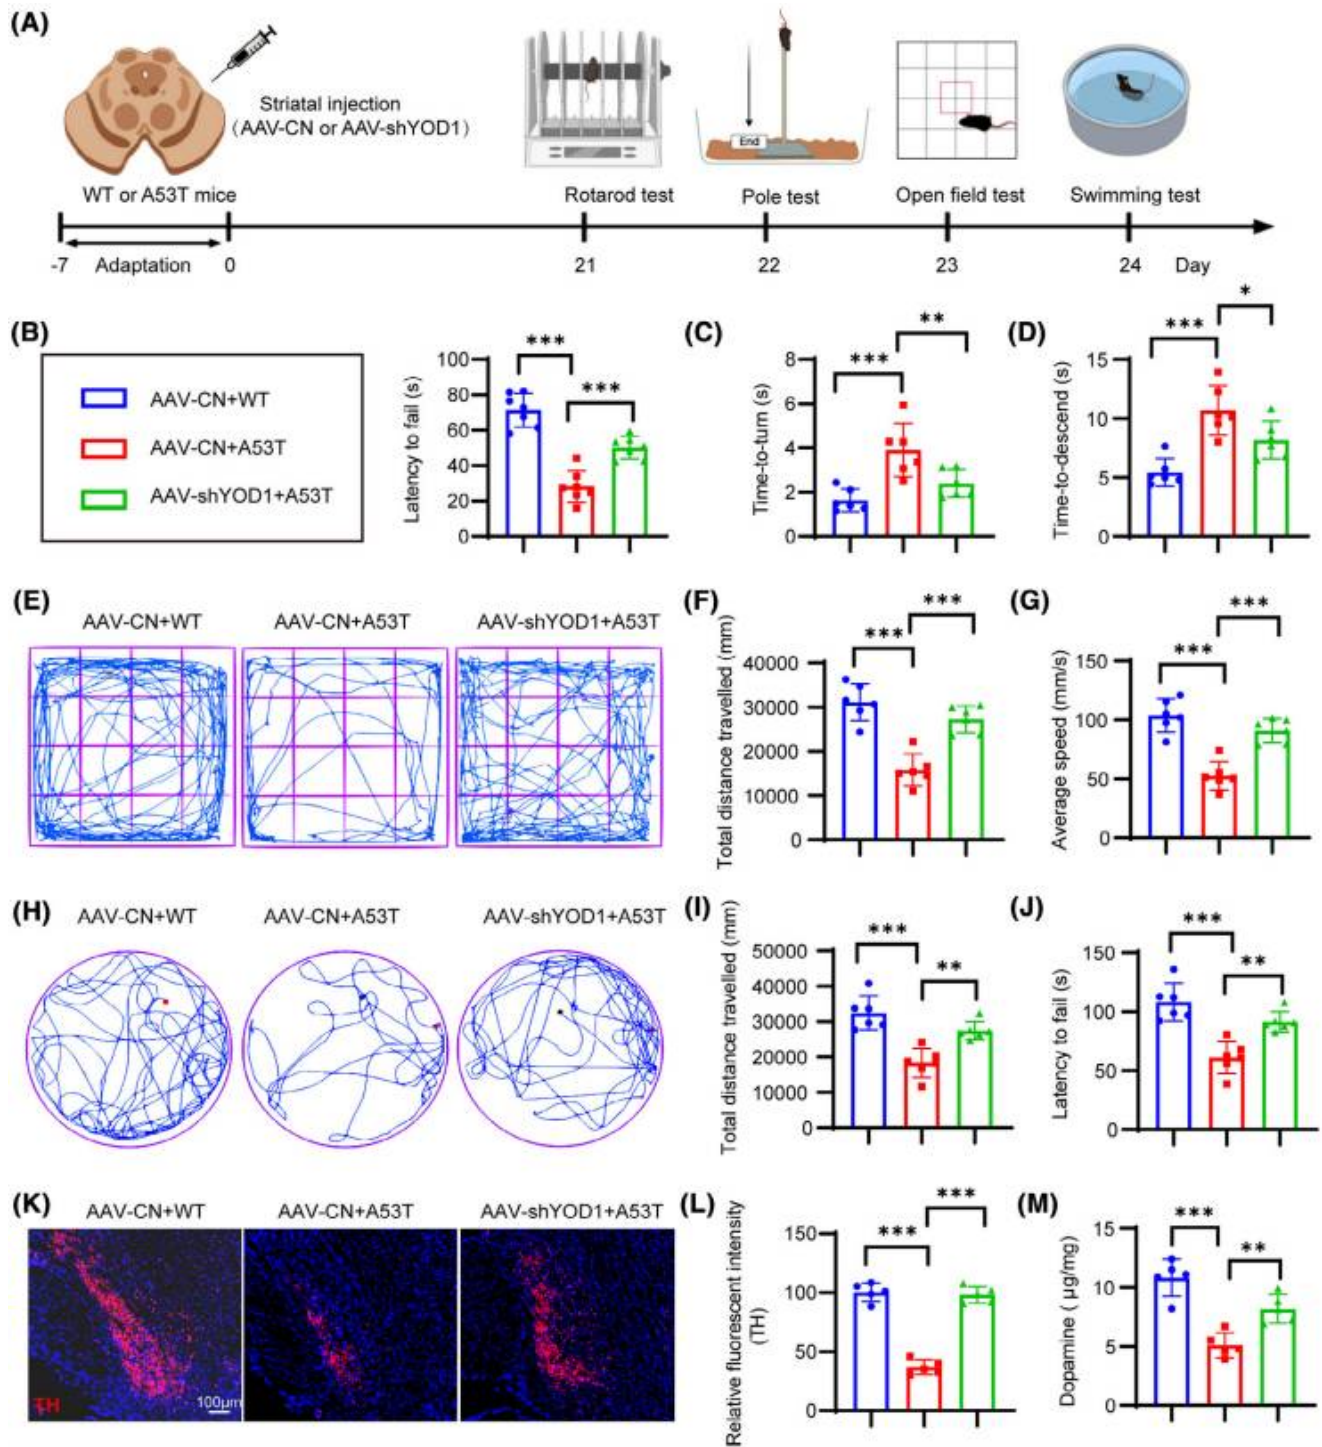 (A)
Striatal injection
(AAV-CN or AAV-shYOD1)
End
WT or A53T mice
Rotarod test
Pole test
Open field test
Swimming test
-7
Adaptation
0
21
22
23
24
Day
(B)
AAV-CN+WT
AAV-CN+A53T
AAV-shYOD1+A53T
Latency to fail (s)
100
80
60
40
20
0
***
***
(C)
Time-to-turn (s)
8
6
4
2
0
***
**
(D)
Time-to-descend (s)
15
10
5
0
***
*
(E)
AAV-CN+WT
AAV-CN+A53T
AAV-shYOD1+A53T
(F)
Total distance travelled (mm)
40000
30000
20000
10000
0
***
***
(G)
Average speed (mm/s)
150
100
50
0
***
***
(H)
AAV-CN+WT
AAV-CN+A53T
AAV-shYOD1+A53T
(I)
Total distance travelled (mm)
50000
40000
30000
20000
10000
0
***
**
(J)
Latency to fail (s)
150
100
50
0
***
**
(K)
AAV-CN+WT
AAV-CN+A53T
AAV-shYOD1+A53T
TH
100μm
(L)
Relative fluorescent intensity
(TH)
150
100
50
0
***
***
(M)
Dopamine ( μg/mg)
15
10
5
0
***
**